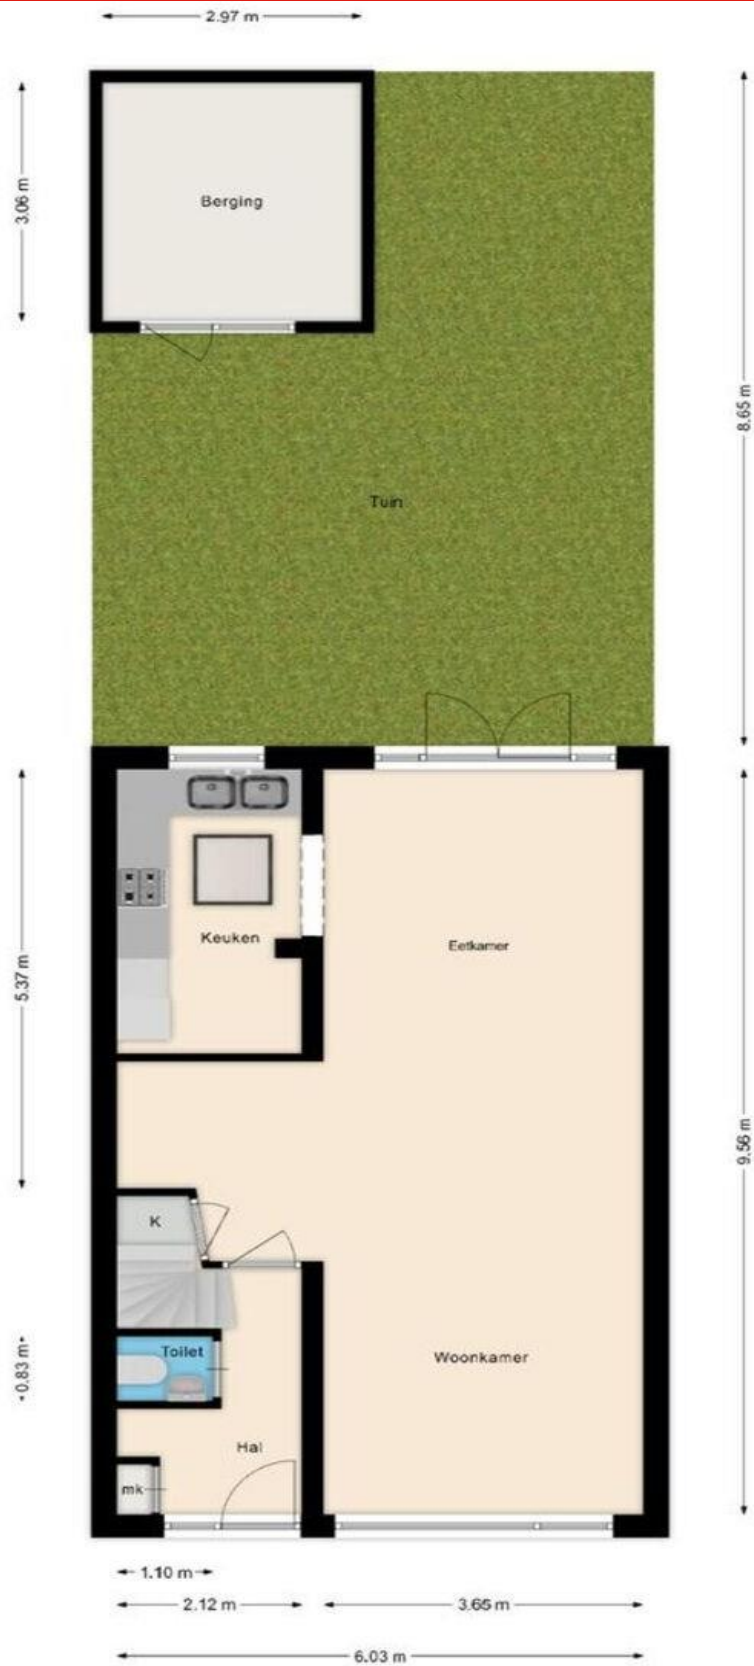 2.97 m
3.06 m
Berging
8.65 m
Tuin
Keuken
Eetkamer
5.37 m
9.56 m
K
Toilet
0.83 m
Woonkamer
Hal
mk
1.10 m
2.12 m
3.65 m
6.03 m